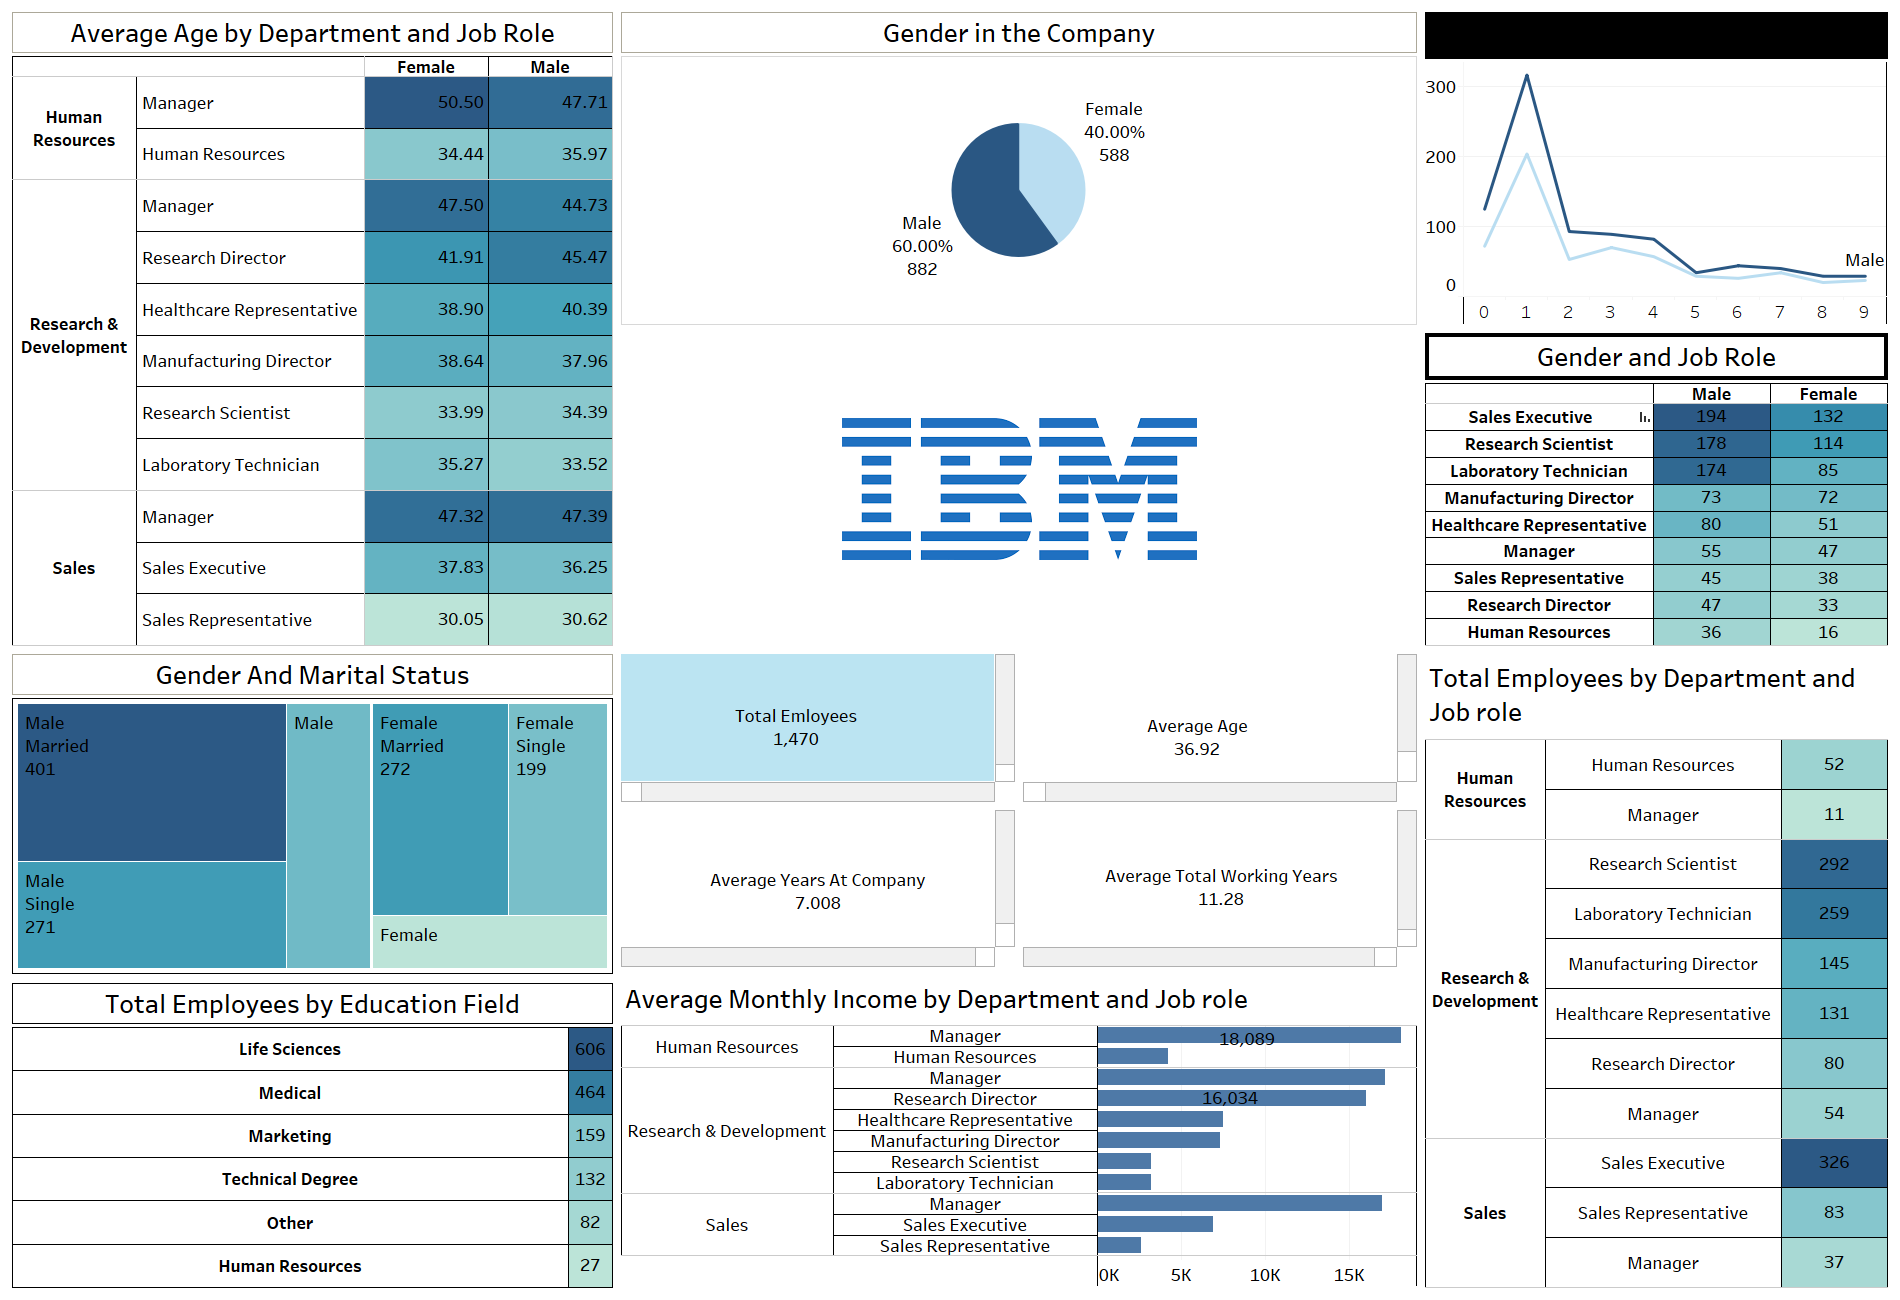 Average Age by Department and Job Role
Female Male
Human
Resources
Manager 50.50 47.71
Human Resources 34.44 35.97
Research &
Development
Manager 47.50 44.73
Research Director 41.91 45.47
Healthcare Representative 38.90 40.39
Manufacturing Director 38.64 37.96
Research Scientist 33.99 34.39
Laboratory Technician 35.27 33.52
Sales
Manager 47.32 47.39
Sales Executive 37.83 36.25
Sales Representative 30.05 30.62
Gender in the Company
Female
40.00%
588
Male
60.00%
882
300
200
100
0
Male
0 1 2 3 4 5 6 7 8 9
IBM
Gender and Job Role
Male Female
Sales Executive 194 132
Research Scientist 178 114
Laboratory Technician 174 85
Manufacturing Director 73 72
Healthcare Representative 80 51
Manager 55 47
Sales Representative 45 38
Research Director 47 33
Human Resources 36 16
Gender And Marital Status
Male
Married
401
Male
Single
271
Male
Female
Married
272
Female
Single
199
Female
Total Emloyees
1,470
Average Age
36.92
Average Years At Company
7.008
Average Total Working Years
11.28
Total Employees by Department and
Job role
Human
Resources
Human Resources 52
Manager 11
Research &
Development
Research Scientist 292
Laboratory Technician 259
Manufacturing Director 145
Healthcare Representative 131
Research Director 80
Manager 54
Sales
Sales Executive 326
Sales Representative 83
Manager 37
Total Employees by Education Field
Life Sciences 606
Medical 464
Marketing 159
Technical Degree 132
Other 82
Human Resources 27
Average Monthly Income by Department and Job role
Human Resources
Manager 18,089
Human Resources
Research & Development
Manager
Research Director 16,034
Healthcare Representative
Manufacturing Director
Research Scientist
Laboratory Technician
Sales
Manager
Sales Executive
Sales Representative
0K 5K 10K 15K